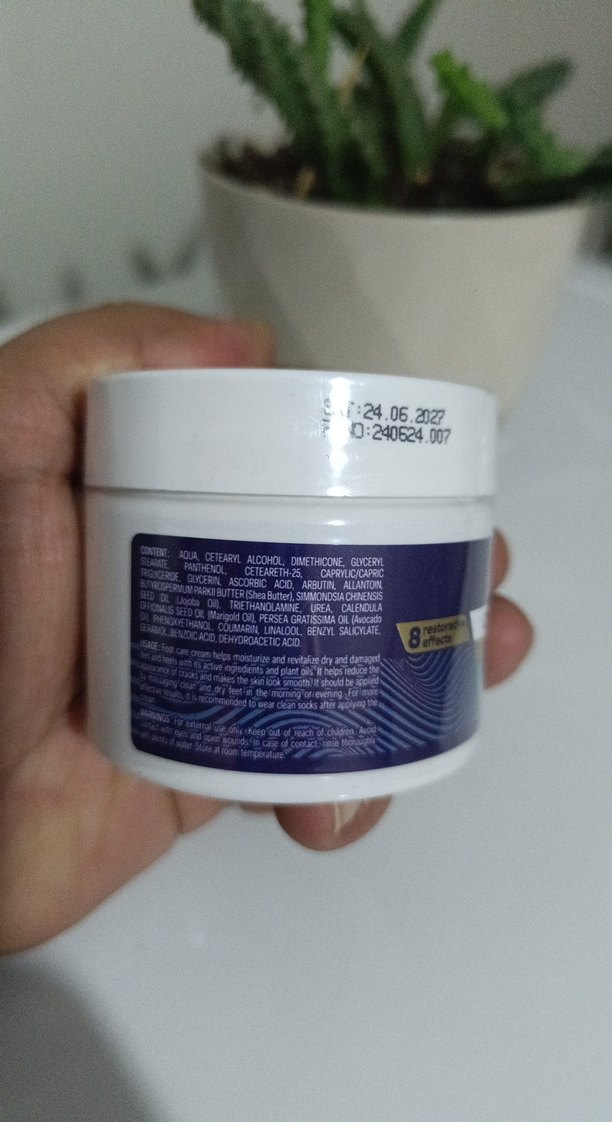 :24.06.2027
NO:240624.007
CONTENT: AQUA, CETEARYL ALCOHOL, DIMETHICONE, GLYCERYL
STEARATE, PANTHENOL, CETEARETH-25, CAPRYLIC/CAPRIC
TRIGLYCERIDE, GLYCERIN, ASCORBIC ACID, ARBUTIN, ALLANTOIN,
BUTYROSPERMUM PARKII BUTTER (Shea Butter), SIMMONDSIA CHINENSIS
SEED OIL (Jojoba Oil), TRIETHANOLAMINE, UREA, CALENDULA
OFFICINALIS SEED OIL (Marigold Oil), PERSEA GRATISSIMA OIL (Avocado
Oil), PHENOXYETHANOL, COUMARIN, LINALOOL, BENZYL SALICYLATE,
GERANIOL, BENZOIC ACID, DEHYDROACETIC ACID.
USAGE: Foot care cream helps moisturize and revitalize dry and damaged
feet and heels with its active ingredients and plant oils. It helps reduce the
appearance of cracks and makes the skin look smooth. It should be applied
by massaging clean and dry feet in the morning or evening. For more
effective results, it is recommended to wear clean socks after applying the
WARNINGS: For external use only. Keep out of reach of children. Avoid
contact with eyes and open wounds. In case of contact, rinse thoroughly
with plenty of water. Store at room temperature.
8 restorative
effects